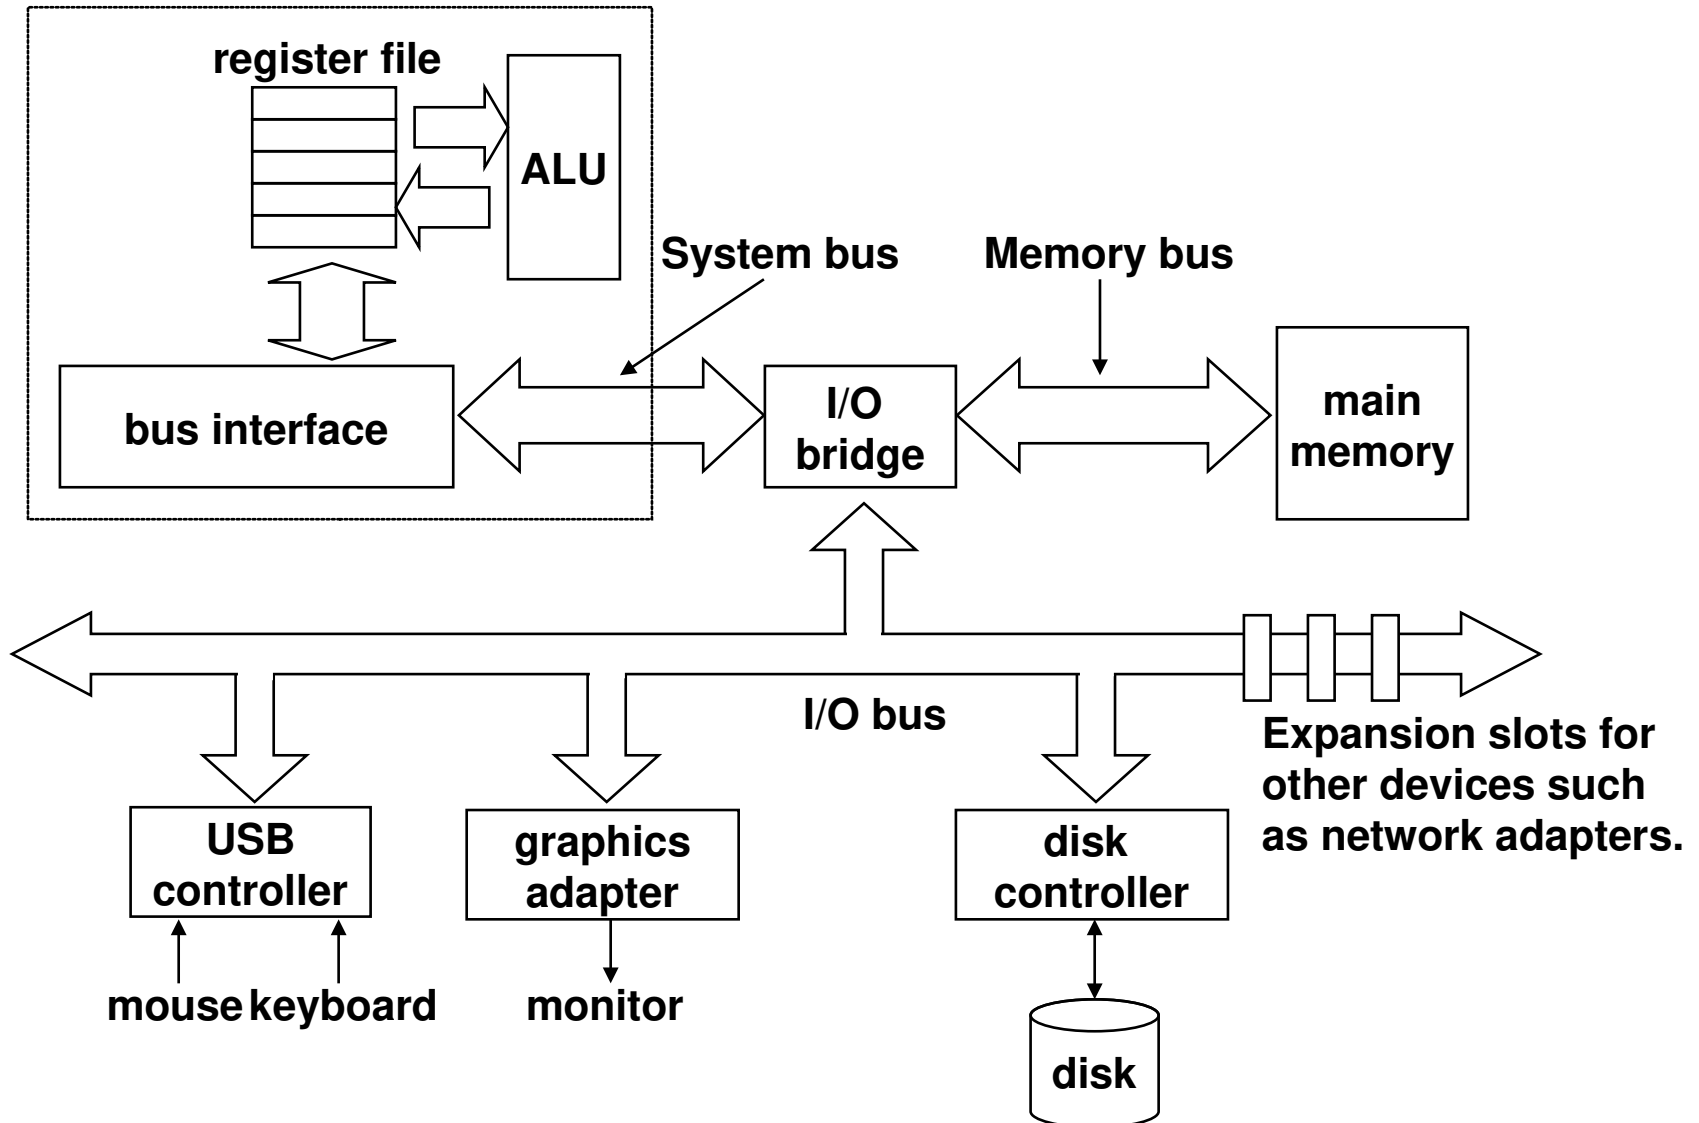 register file
ALU
System bus
Memory bus
bus interface
I/O
bridge
main
memory
I/O bus
Expansion slots for
other devices such
as network adapters.
USB
controller
graphics
adapter
disk
controller
mouse
keyboard
monitor
disk